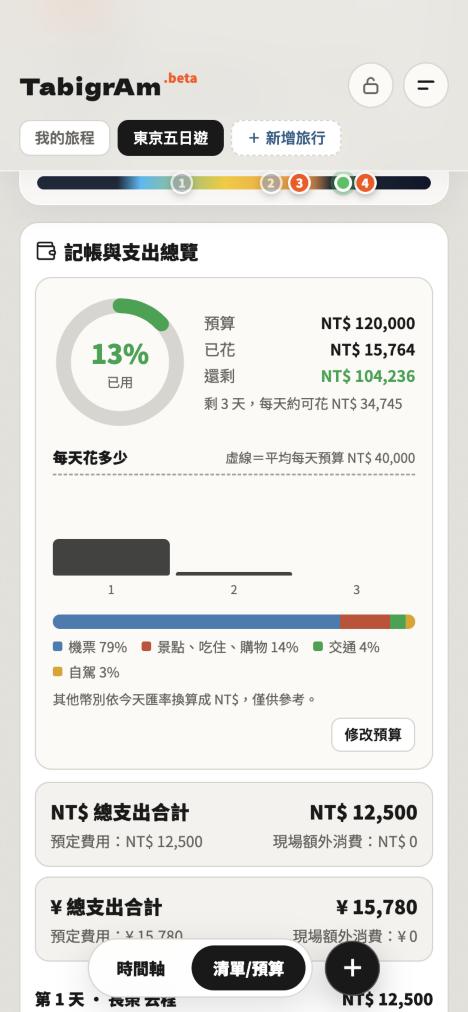 TabigrAm.beta
我的旅程 東京五日遊 ＋ 新增旅行
1 2 3 4
記帳與支出總覽
預算 NT$ 120,000
已花 NT$ 15,764
13%
已用
還剩 NT$ 104,236
剩 3 天，每天約可花 NT$ 34,745
每天花多少 虛線＝平均每天預算 NT$ 40,000
1 2 3
機票 79% 景點、吃住、購物 14% 交通 4%
自駕 3%
其他幣別依今天匯率換算成 NT$，僅供參考。
修改預算
NT$ 總支出合計 NT$ 12,500
預定費用：NT$ 12,500 現場額外消費：NT$ 0
¥ 總支出合計 ¥ 15,780
預定費用：¥ 15,780 現場額外消費：¥ 0
時間軸 清單/預算 +
第 1 天 · 長榮 NT$ 12,500